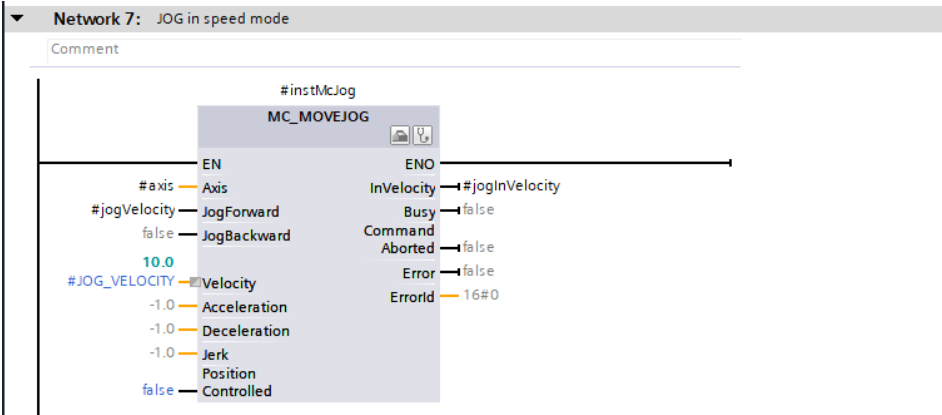 Network 7: JOG in speed mode
Comment
#instMcJog
MC_MOVEJOG
EN ENO
#axis Axis InVelocity #jogInVelocity
#jogVelocity JogForward Busy false
false JogBackward Command Aborted false
10.0
#JOG_VELOCITY Velocity Error false
-1.0 Acceleration ErrorId 16#0
-1.0 Deceleration
-1.0 Jerk
Position
false Controlled